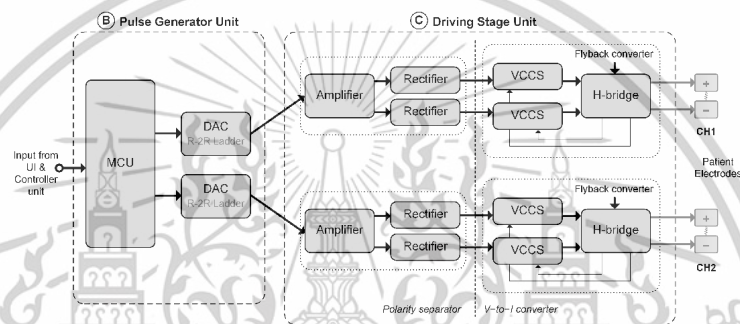 B Pulse Generator Unit
C Driving Stage Unit
Input from
UI &
Controller
unit
MCU
DAC
R-2R Ladder
DAC
R-2R Ladder
Amplifier
Rectifier
Rectifier
VCCS
VCCS
Flyback converter
H-bridge
+
−
CH1
Patient
Electrodes
Amplifier
Rectifier
Rectifier
VCCS
VCCS
Flyback converter
H-bridge
+
−
CH2
Polarity separator
V-to-I converter